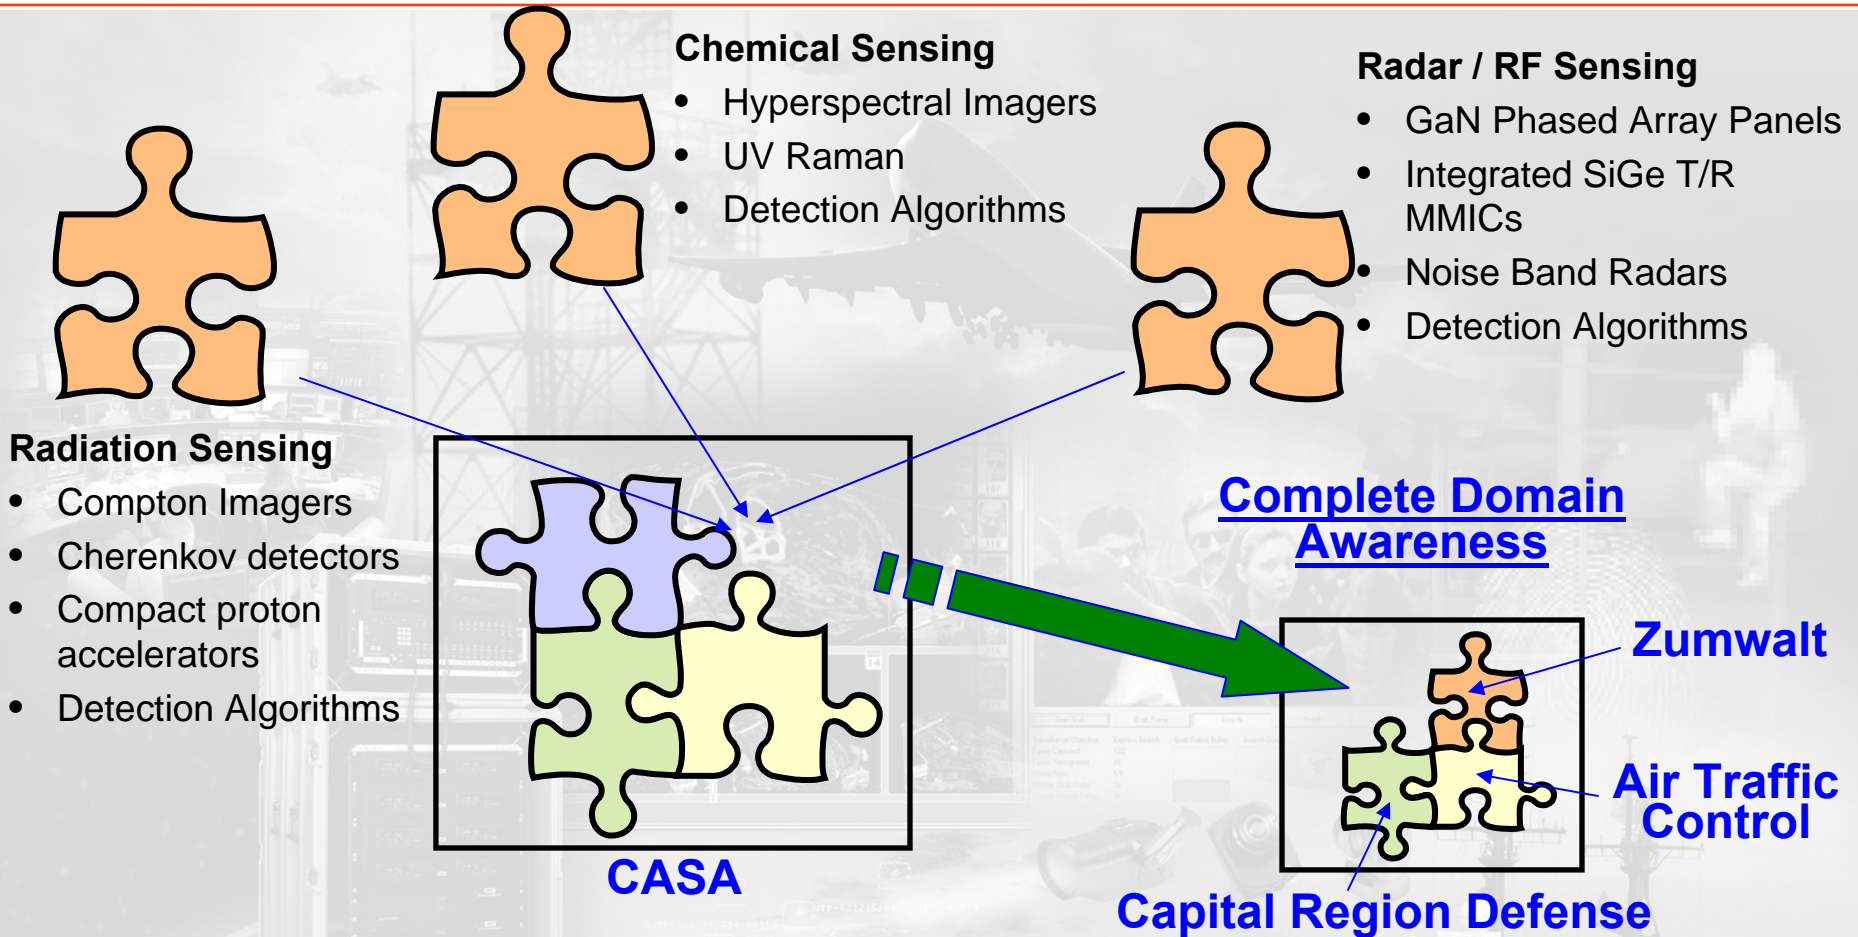 Chemical Sensing
• Hyperspectral Imagers
• UV Raman
• Detection Algorithms
Radar / RF Sensing
• GaN Phased Array Panels
• Integrated SiGe T/R
MMICs
• Noise Band Radars
• Detection Algorithms
Radiation Sensing
• Compton Imagers
• Cherenkov detectors
• Compact proton
accelerators
• Detection Algorithms
CASA
Complete Domain
Awareness
Zumwalt
Air Traffic
Control
Capital Region Defense